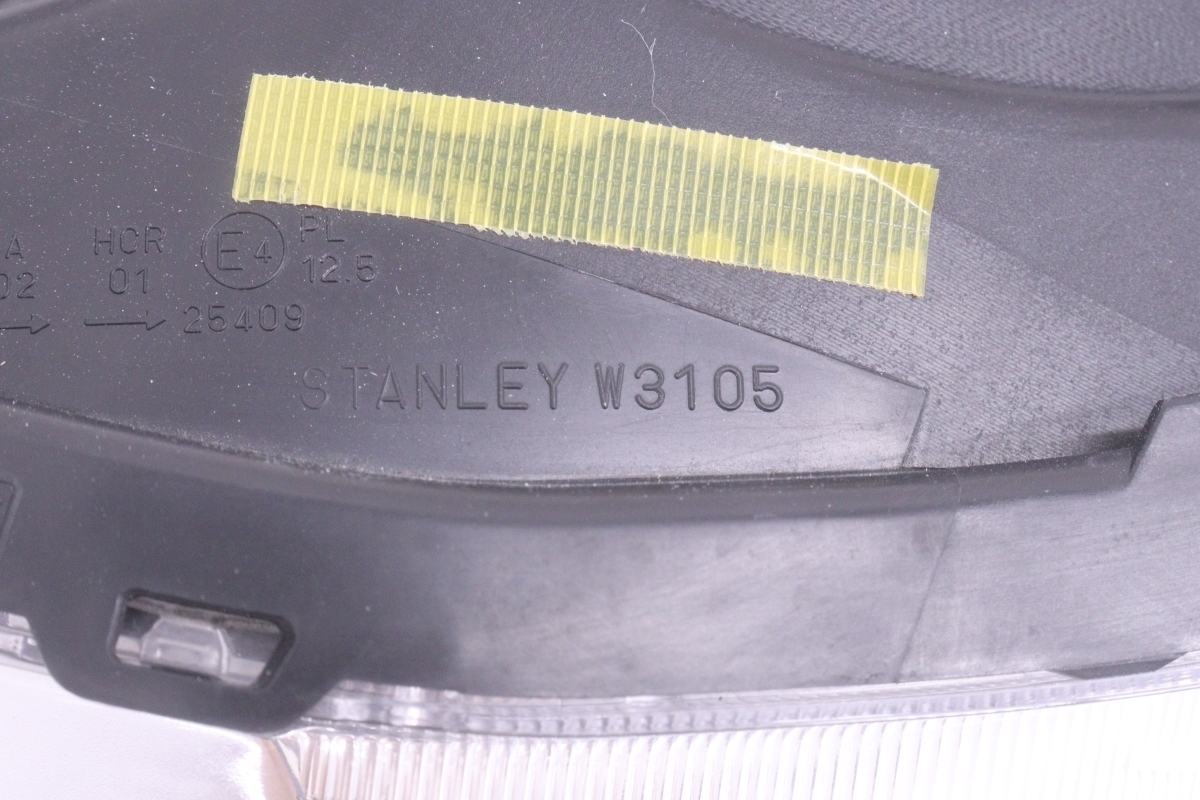 A HCR E4 PL
02 01 12.5
25409
STANLEY W3105